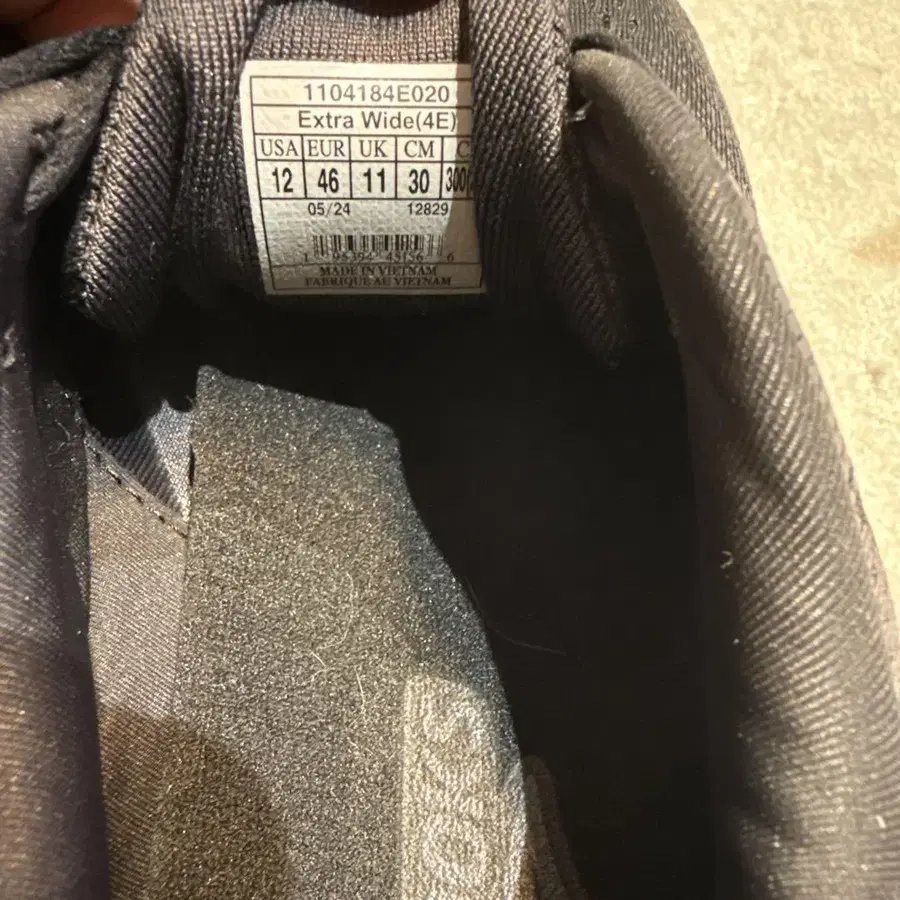 1104184E020
Extra Wide(4E)
USA EUR UK CM
12 46 11 30
05/24 12829
MADE IN VIETNAM
FABRIQUE AU VIETNAM